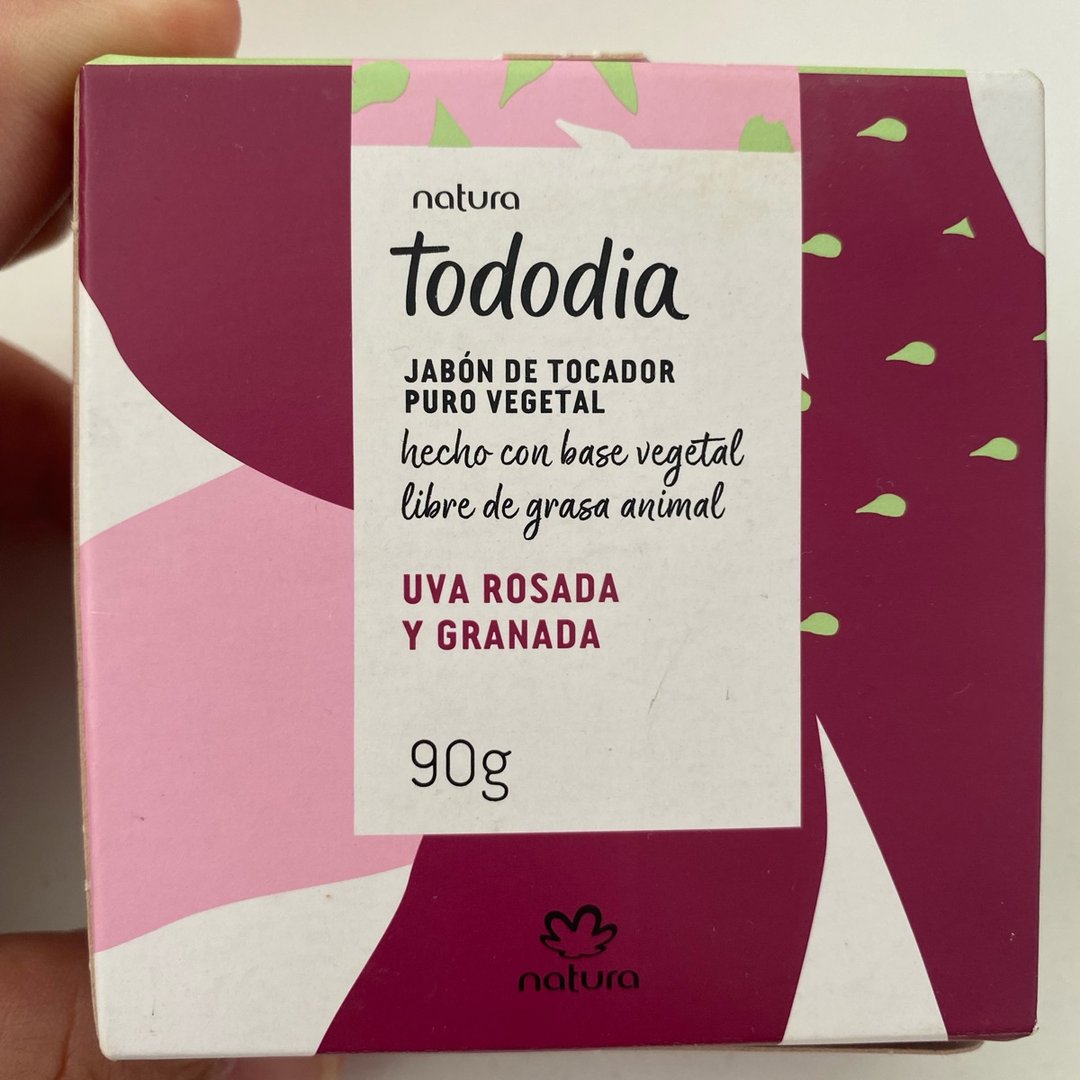 natura
Tododia
JABÓN DE TOCADOR
PURO VEGETAL
hecho con base vegetal
libre de grasa animal
UVA ROSADA
Y GRANADA
90g
natura